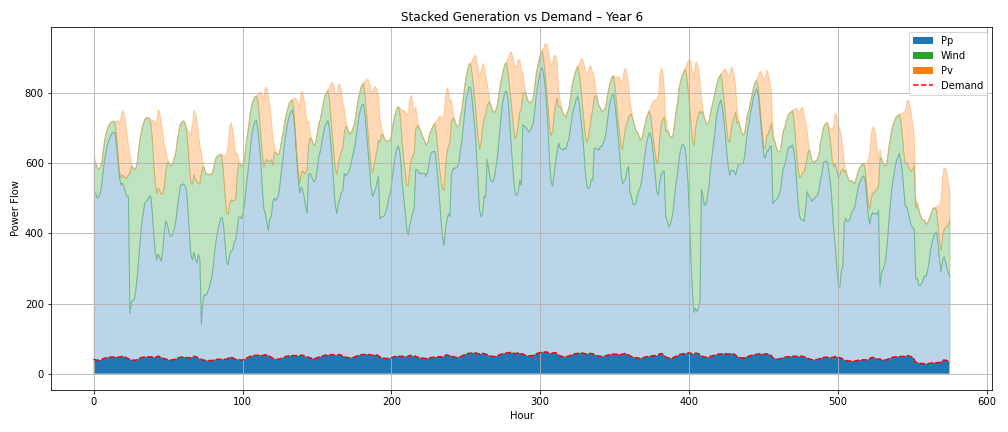 Stacked Generation vs Demand – Year 6
Power Flow
800
600
400
200
0
0 100 200 300 400 500 600
Hour
Pp
Wind
Pv
Demand